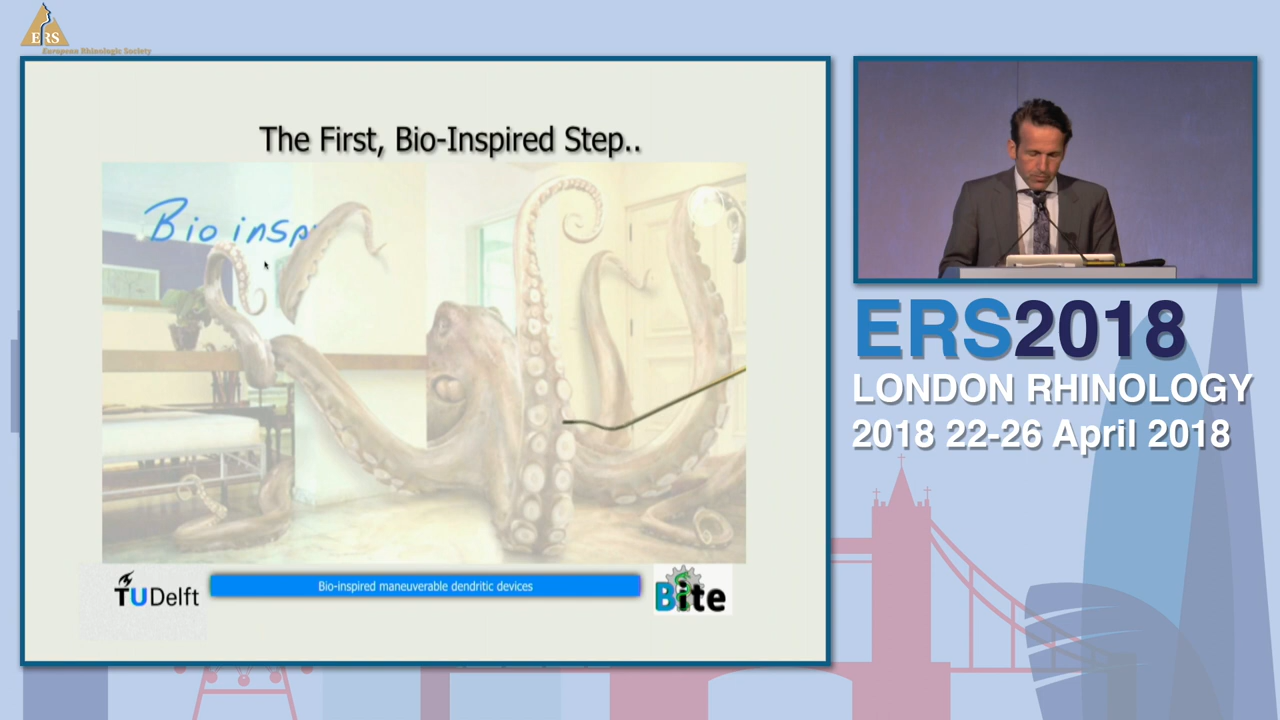 ERS
European Rhinologic Society
The First, Bio-Inspired Step..
Bio insp
TUDelft
Bio-inspired maneuverable dendritic devices
Bite
ERS2018
LONDON RHINOLOGY
2018 22-26 April 2018